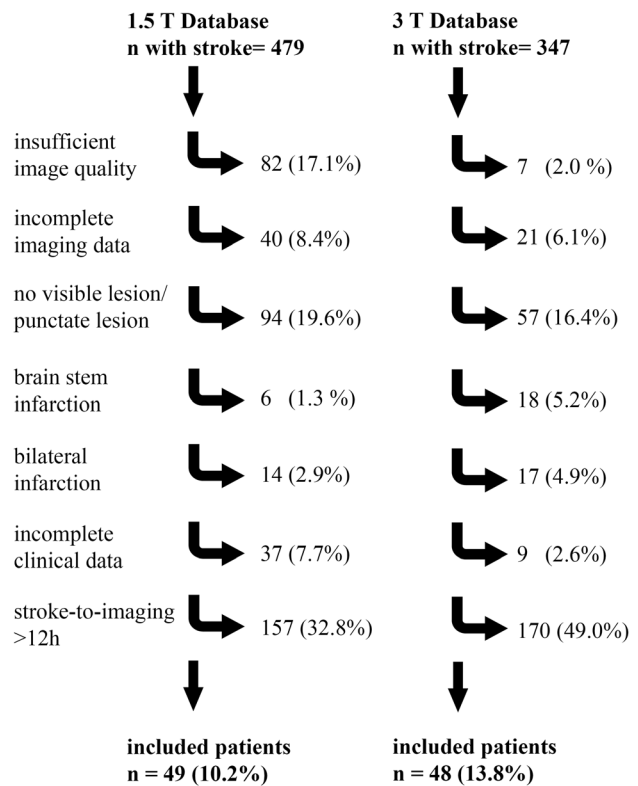 1.5 T Database
n with stroke= 479
3 T Database
n with stroke= 347
insufficient
image quality
82 (17.1%)
7 (2.0 %)
incomplete
imaging data
40 (8.4%)
21 (6.1%)
no visible lesion/
punctate lesion
94 (19.6%)
57 (16.4%)
brain stem
infarction
6 (1.3 %)
18 (5.2%)
bilateral
infarction
14 (2.9%)
17 (4.9%)
incomplete
clinical data
37 (7.7%)
9 (2.6%)
stroke-to-imaging
>12h
157 (32.8%)
170 (49.0%)
included patients
n = 49 (10.2%)
included patients
n = 48 (13.8%)